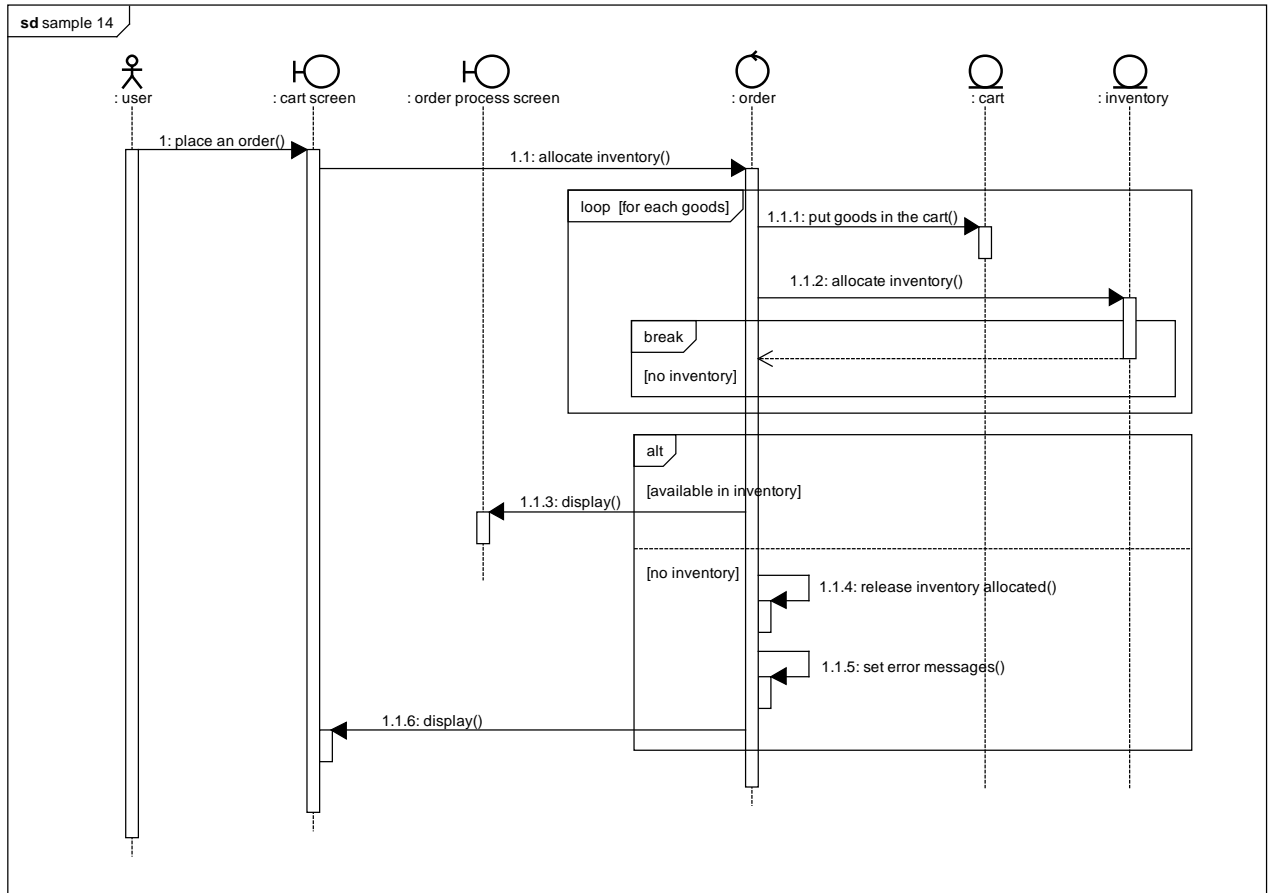 sd sample 14
: user
: cart screen
: order process screen
: order
: cart
: inventory
1: place an order()
1.1: allocate inventory()
loop [for each goods]
1.1.1: put goods in the cart()
1.1.2: allocate inventory()
break
[no inventory]
alt
[available in inventory]
1.1.3: display()
[no inventory]
1.1.4: release inventory allocated()
1.1.5: set error messages()
1.1.6: display()